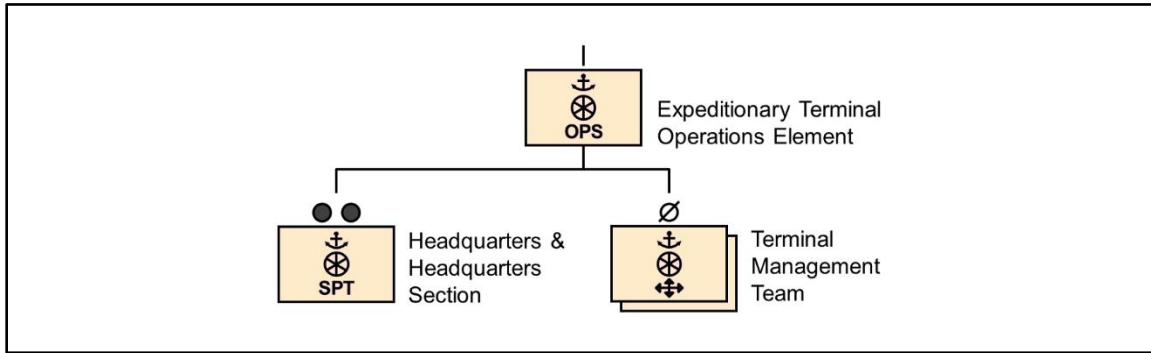 OPS
Expeditionary Terminal
Operations Element
SPT
Headquarters &
Headquarters
Section
Terminal
Management
Team